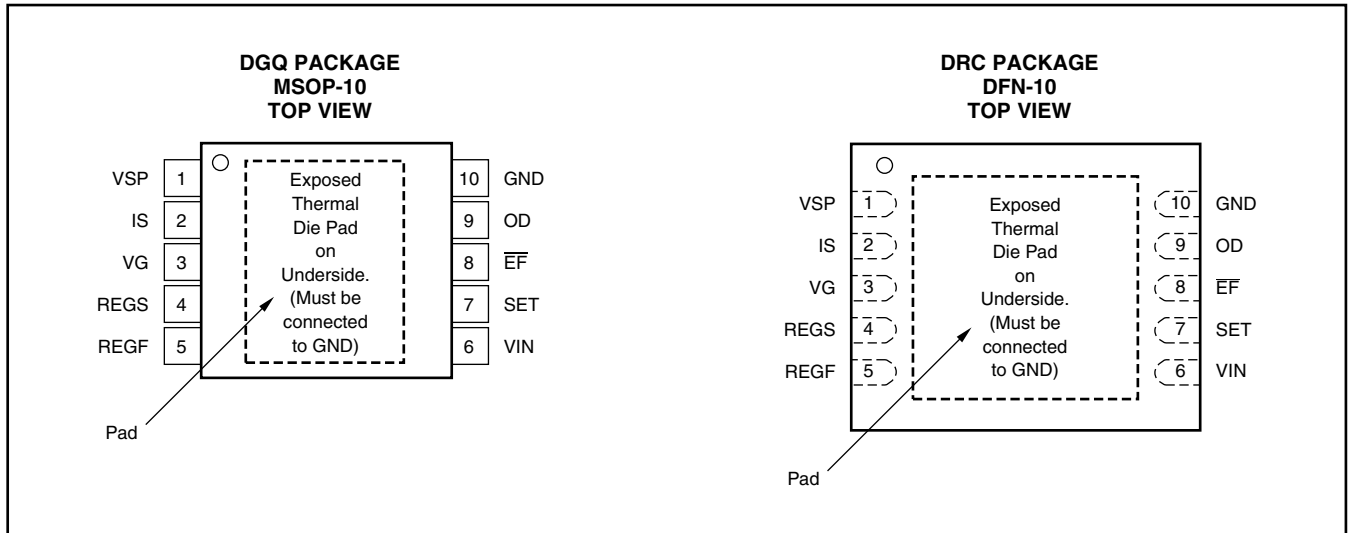 DGQ PACKAGE
MSOP-10
TOP VIEW
VSP 1
IS 2
VG 3
REGS 4
REGF 5
Exposed
Thermal
Die Pad
on
Underside.
(Must be
connected
to GND)
10 GND
9 OD
8 E̅F̅
7 SET
6 VIN
Pad
DRC PACKAGE
DFN-10
TOP VIEW
VSP 1
IS 2
VG 3
REGS 4
REGF 5
Exposed
Thermal
Die Pad
on
Underside.
(Must be
connected
to GND)
10 GND
9 OD
8 E̅F̅
7 SET
6 VIN
Pad